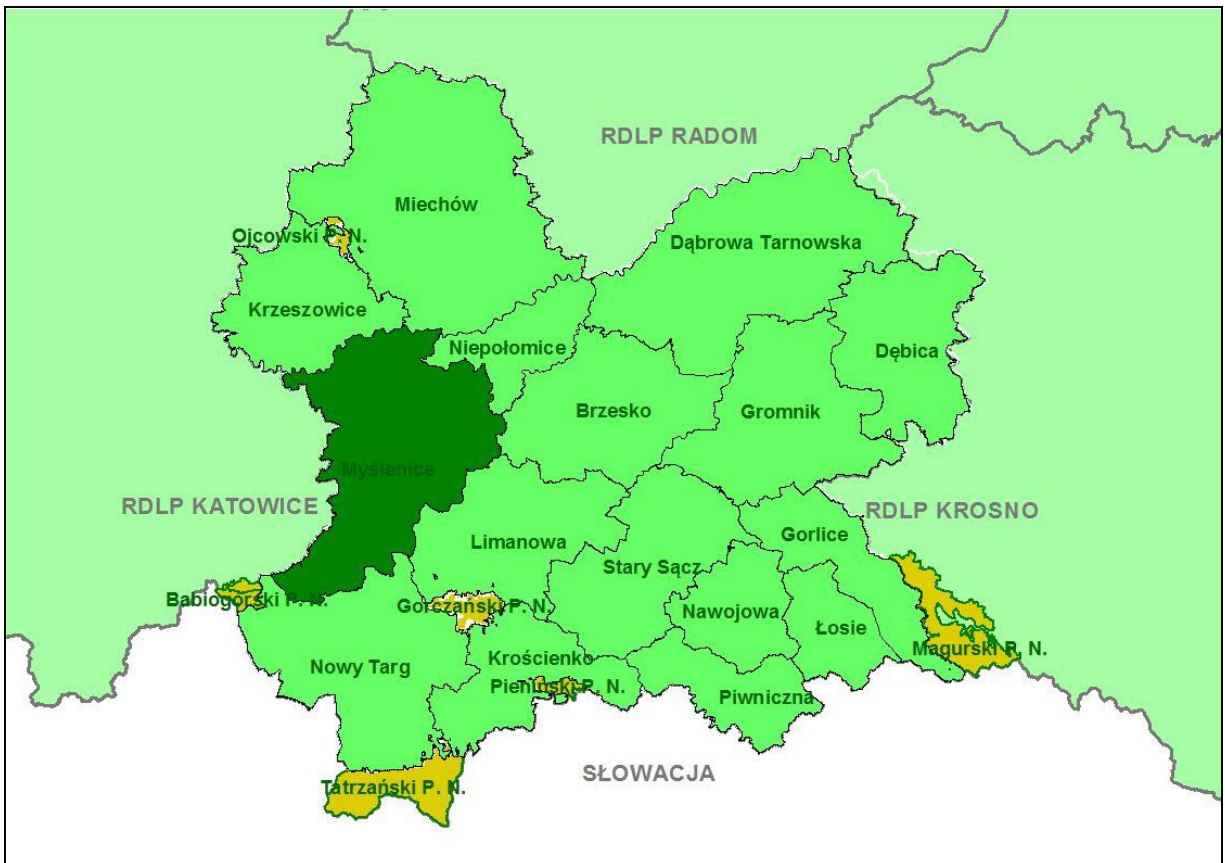 RDLP RADOM
Miechów
Ojcowski P. N.
Dąbrowa Tarnowska
Krzeszowice
Niepołomice
Dębica
Brzesko
Gromnik
Myślenice
RDLP KATOWICE
RDLP KROSNO
Limanowa
Gorlice
Stary Sącz
Babiogórski P. N.
Gorczański P. N.
Nawojowa
Łosie
Magurski P. N.
Nowy Targ
Krościenko
Pieniński P. N.
Piwniczna
SŁOWACJA
Tatrzański P. N.